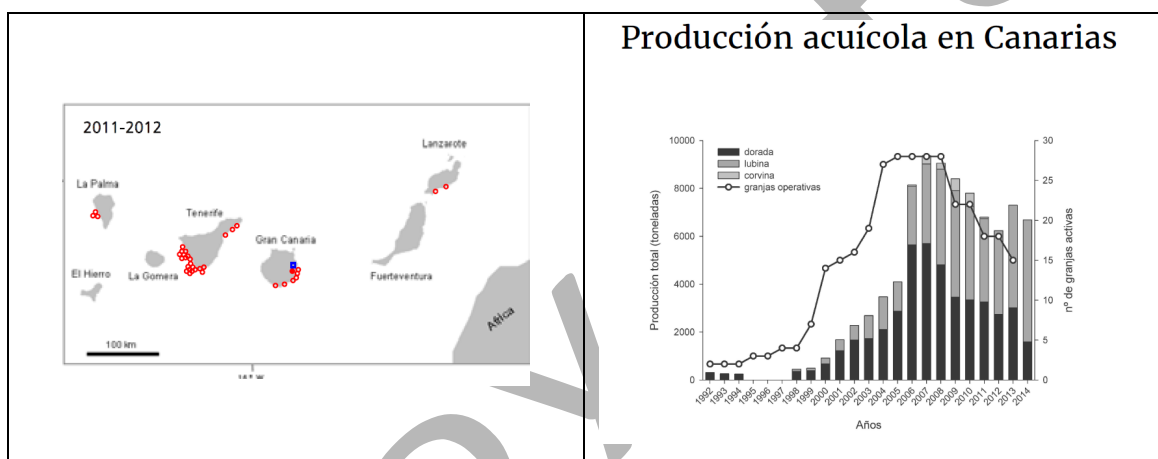 Producción acuícola en Canarias
2011-2012
Lanzarote
La Palma
Tenerife
Gran Canaria
El Hierro
La Gomera
Fuerteventura
Africa
100 km
10000
8000
6000
4000
2000
0
Producción total (toneladas)
dorada
lubina
corvina
granjas operativas
30
25
20
15
10
5
0
nº de granjas activas
1992
1993
1994
1995
1996
1997
1998
1999
2000
2001
2002
2003
2004
2005
2006
2007
2008
2009
2010
2011
2012
2013
2014
Años